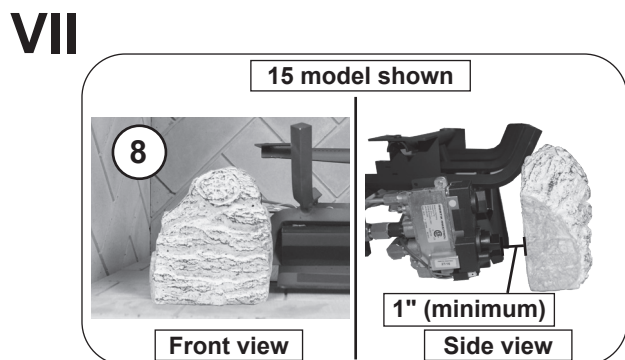 VII
15 model shown
8
1" (minimum)
Front view
Side view